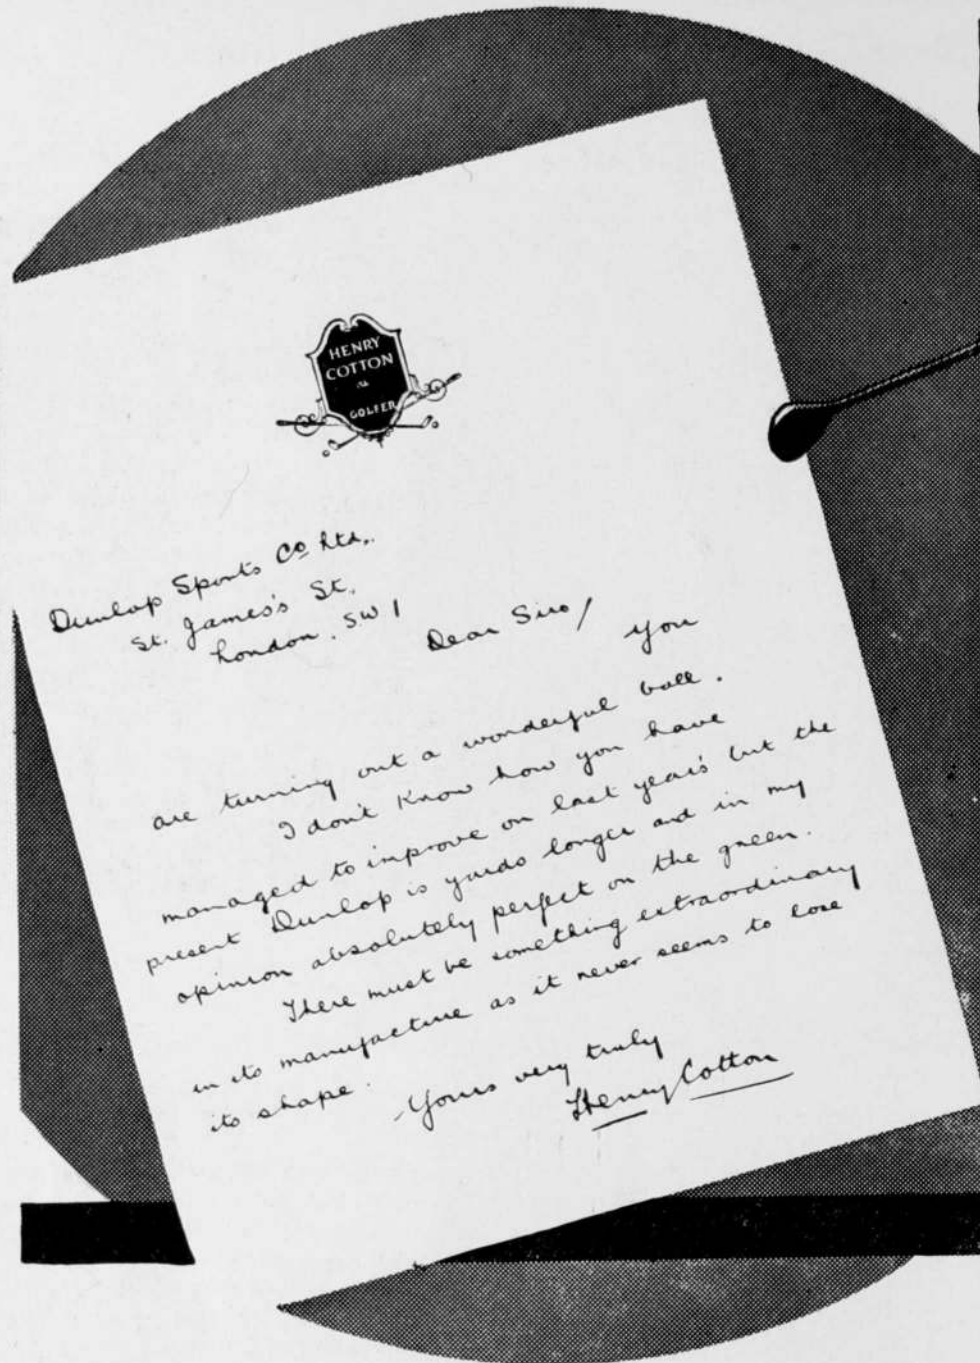 HENRY
COTTON
GOLFER
Dunlop Sports Co Ltd,.
St. James's St,
London. SW1
Dear Sirs/
you
are turning out a wonderful ball.
I don't know how you have
managed to improve on last year's but the
present Dunlop is yards longer and in my
opinion absolutely perfect on the green.
There must be something extraordinary
in its manufacture as it never seems to lose
its shape.
Yours very truly
Henry Cotton